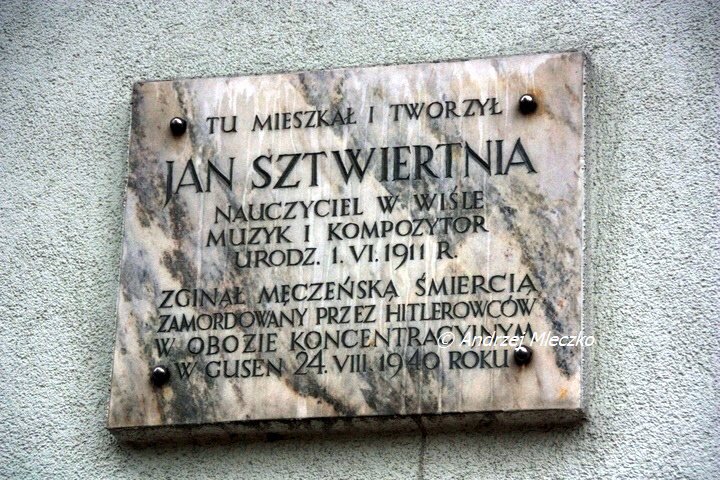 TU MIESZKAŁ I TWORZYŁ
JAN SZTWIERTNIA
NAUCZYCIEL W WIŚLE
MUZYK I KOMPOZYTOR
URODZ. 1. VI. 1911 R.
ZGINĄŁ MĘCZEŃSKĄ ŚMIERCIĄ
ZAMORDOWANY PRZEZ HITLEROWCÓW
W OBOZIE KONCENTRACYJNYM
W GUSEN 24. VIII. 1940 ROKU
© Andrzej Mleczko